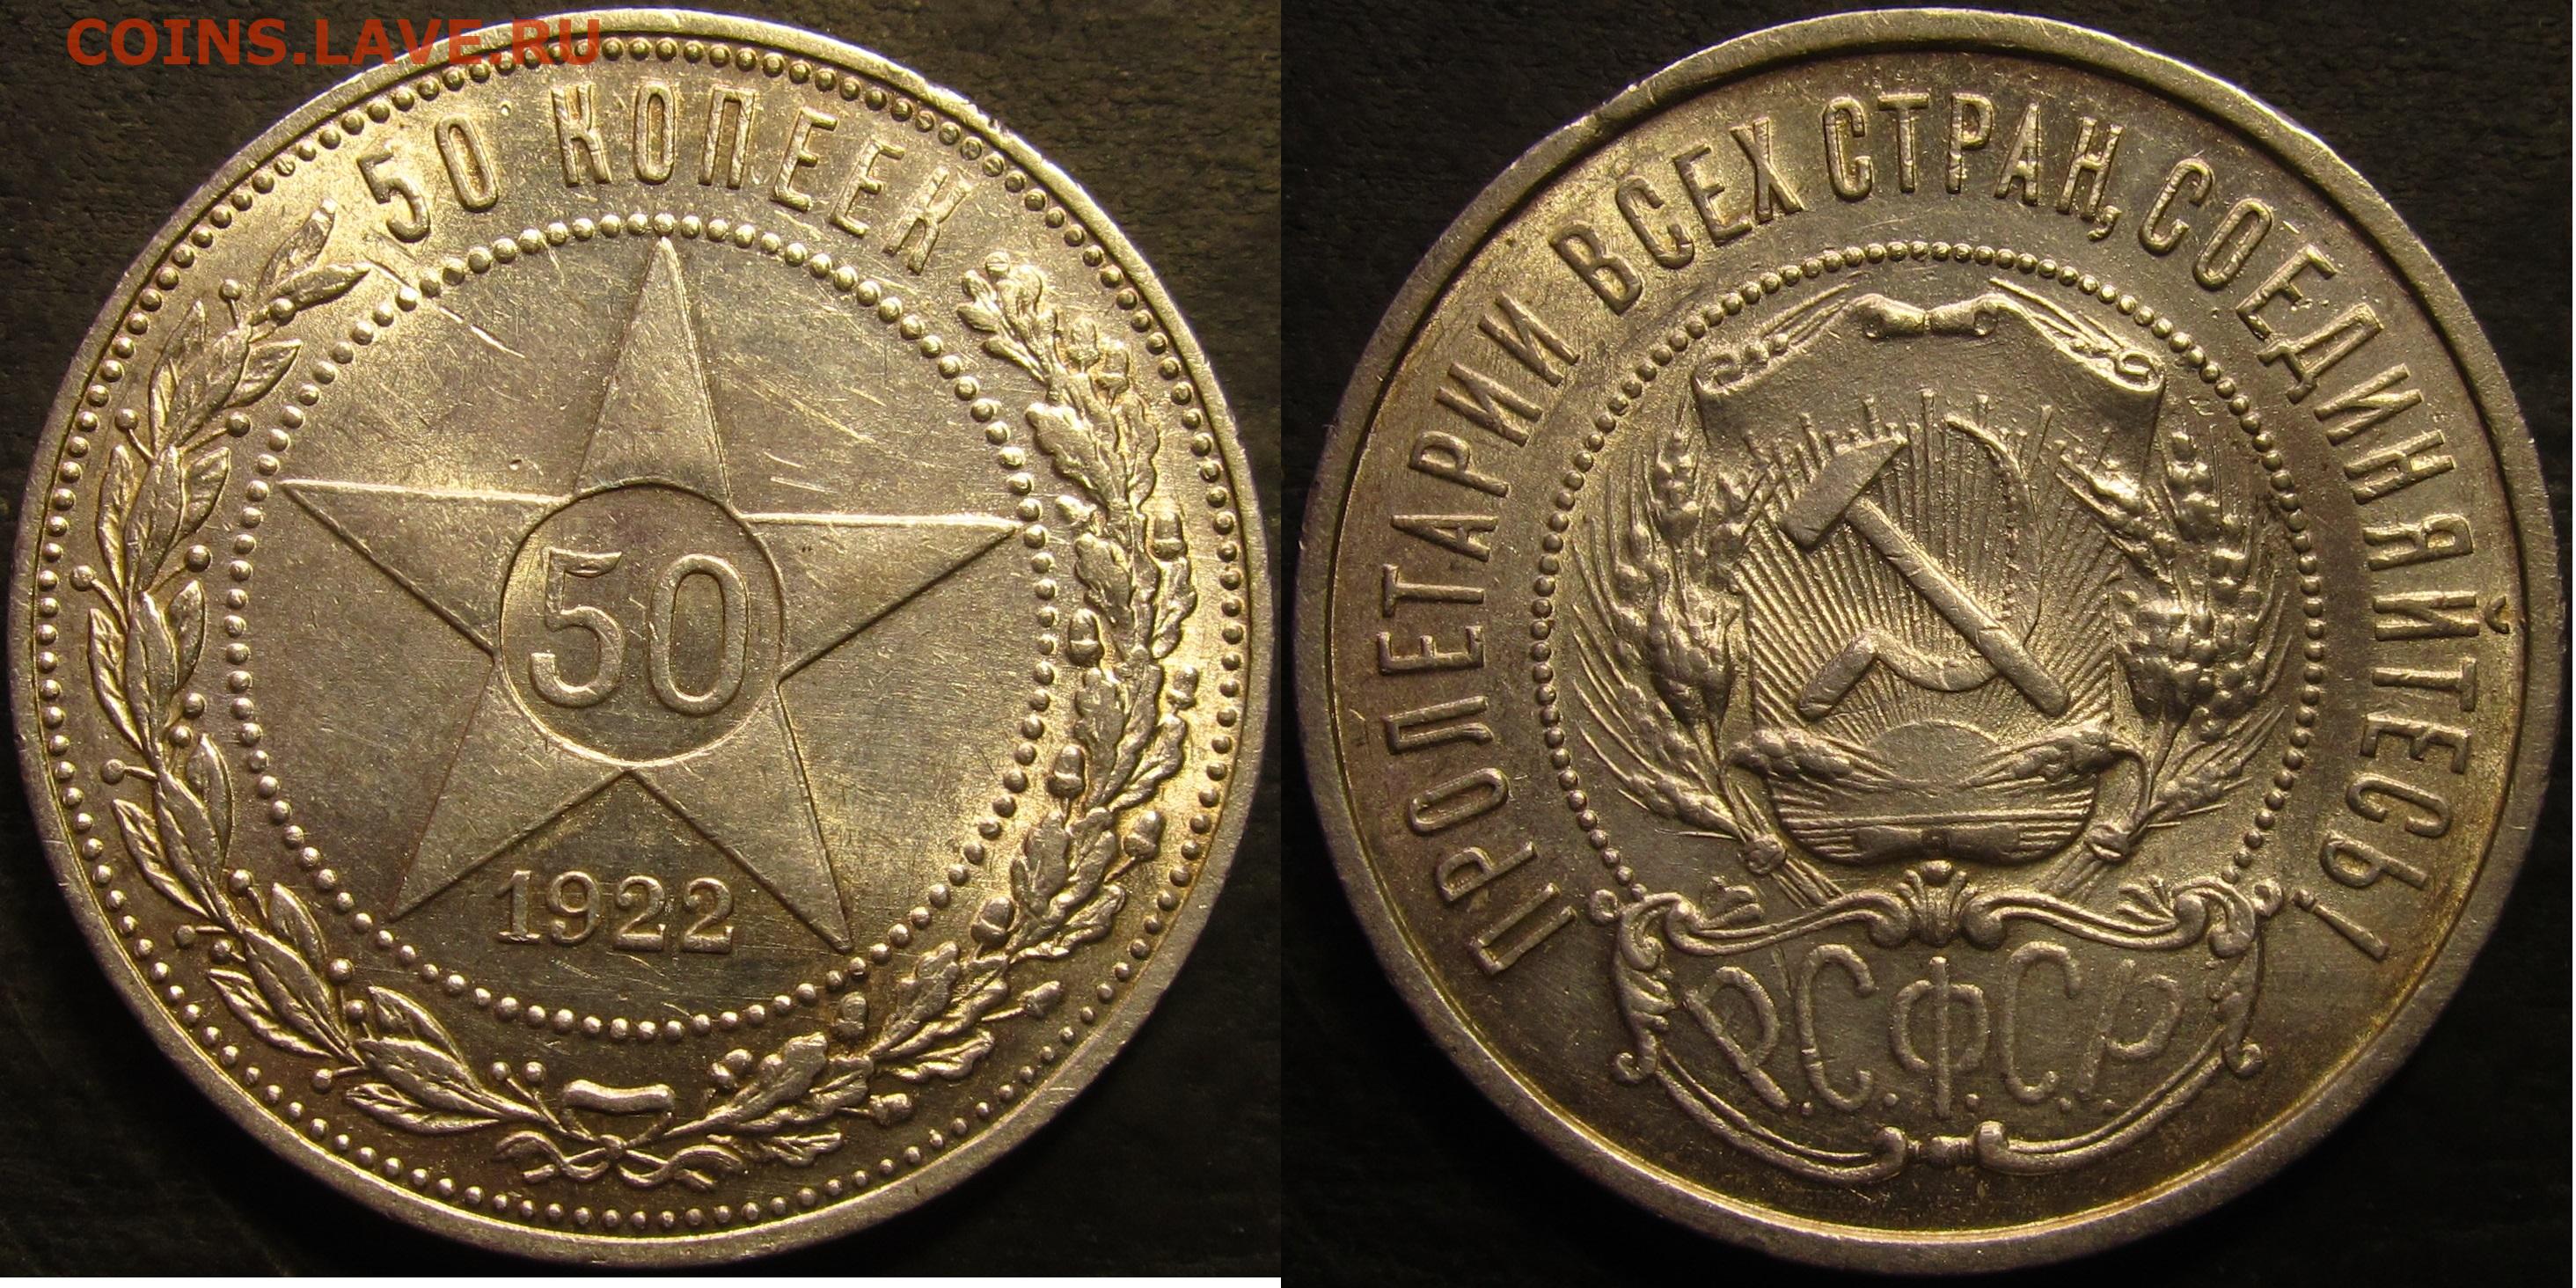 COINS.LAVE.RU
50 КОПЕЕК
50
1922
ПРОЛЕТАРИИ ВСЕХ СТРАН, СОЕДИНЯЙТЕСЬ!
Р.С.Ф.С.Р.